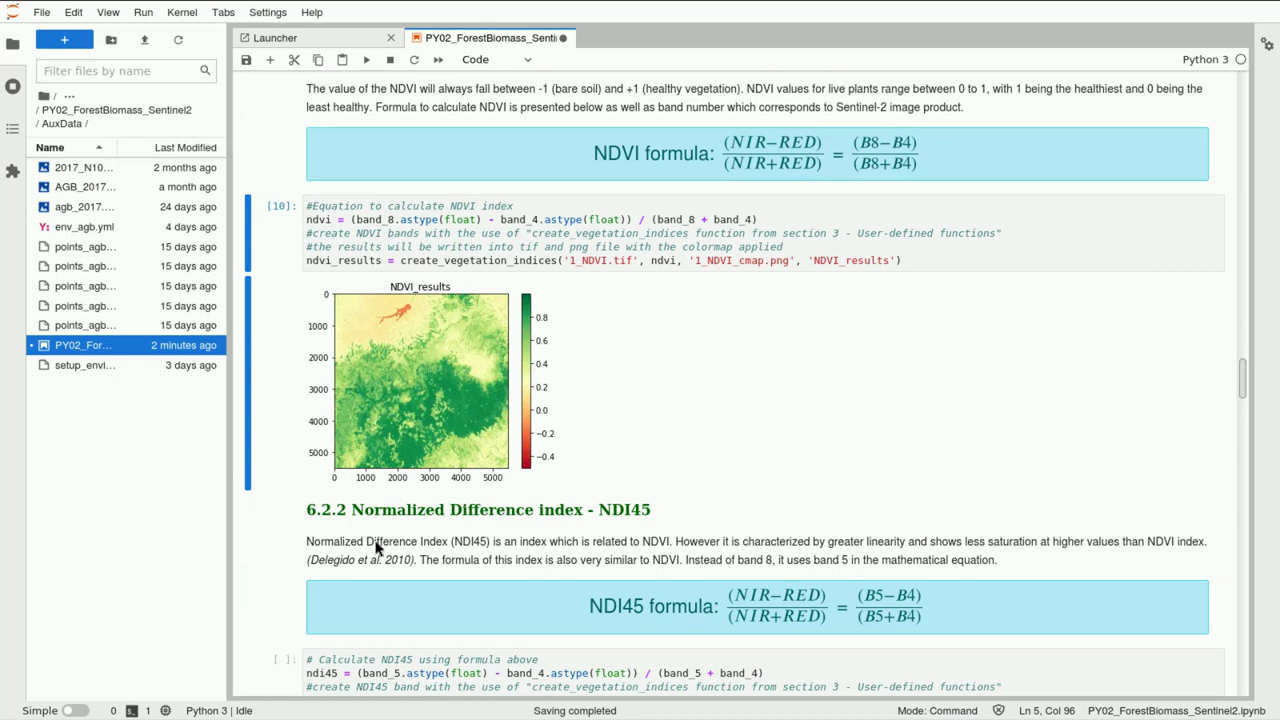 File Edit View Run Kernel Tabs Settings Help
Launcher
PY02_ForestBiomass_Senti
Code
Python 3
Filter files by name
/ ...
/ PY02_ForestBiomass_Sentinel2
/ AuxData /
Name Last Modified
2017_N10... 2 months ago
AGB_2017... a month ago
agb_2017.... 24 days ago
Y: env_agb.yml 4 days ago
points_agb... 15 days ago
points_agb... 15 days ago
points_agb... 15 days ago
points_agb... 15 days ago
points_agb... 15 days ago
PY02_For... 2 minutes ago
setup_envi... 3 days ago
The value of the NDVI will always fall between -1 (bare soil) and +1 (healthy vegetation). NDVI values for live plants range between 0 to 1, with 1 being the healthiest and 0 being the
least healthy. Formula to calculate NDVI is presented below as well as band number which corresponds to Sentinel-2 image product.
NDVI formula: (NIR−RED) / (NIR+RED) = (B8−B4) / (B8+B4)
[10]: #Equation to calculate NDVI index
ndvi = (band_8.astype(float) - band_4.astype(float)) / (band_8 + band_4)
#create NDVI bands with the use of "create_vegetation_indices function from section 3 - User-defined functions"
#the results will be written into tif and png file with the colormap applied
ndvi_results = create_vegetation_indices('1_NDVI.tif', ndvi, '1_NDVI_cmap.png', 'NDVI_results')
NDVI_results
0
1000
2000
3000
4000
5000
0 1000 2000 3000 4000 5000
0.8
0.6
0.4
0.2
0.0
−0.2
−0.4
6.2.2 Normalized Difference index - NDI45
Normalized Difference Index (NDI45) is an index which is related to NDVI. However it is characterized by greater linearity and shows less saturation at higher values than NDVI index.
(Delegido et al. 2010). The formula of this index is also very similar to NDVI. Instead of band 8, it uses band 5 in the mathematical equation.
NDI45 formula: (NIR−RED) / (NIR+RED) = (B5−B4) / (B5+B4)
[ ]: # Calculate NDI45 using formula above
ndi45 = (band_5.astype(float) - band_4.astype(float)) / (band_5 + band_4)
#create NDI45 band with the use of "create_vegetation_indices function from section 3 - User-defined functions"
Simple 0 1 Python 3 | Idle Saving completed Mode: Command Ln 5, Col 96 PY02_ForestBiomass_Sentinel2.ipynb